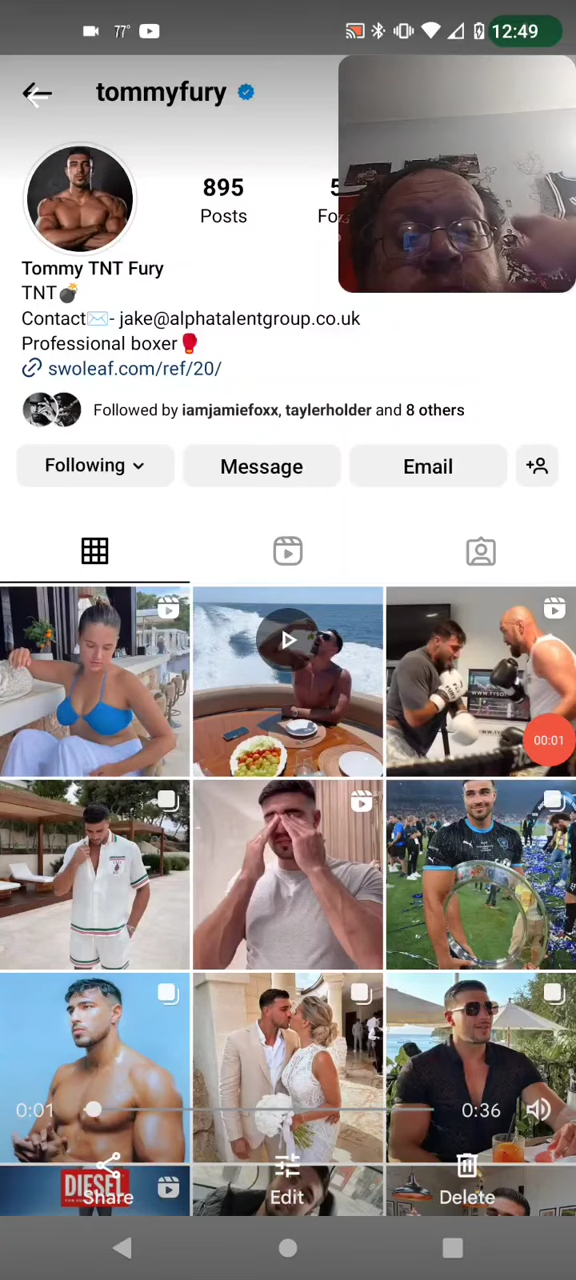 77° 12:49
tommyfury
895
Posts
Tommy TNT Fury
TNT💣
Contact✉️- jake@alphatalentgroup.co.uk
Professional boxer🥊
swoleaf.com/ref/20/
Followed by iamjamiefoxx, taylerholder and 8 others
Following Message Email
00:01
0:01 0:36
DIESEL
Share Edit Delete